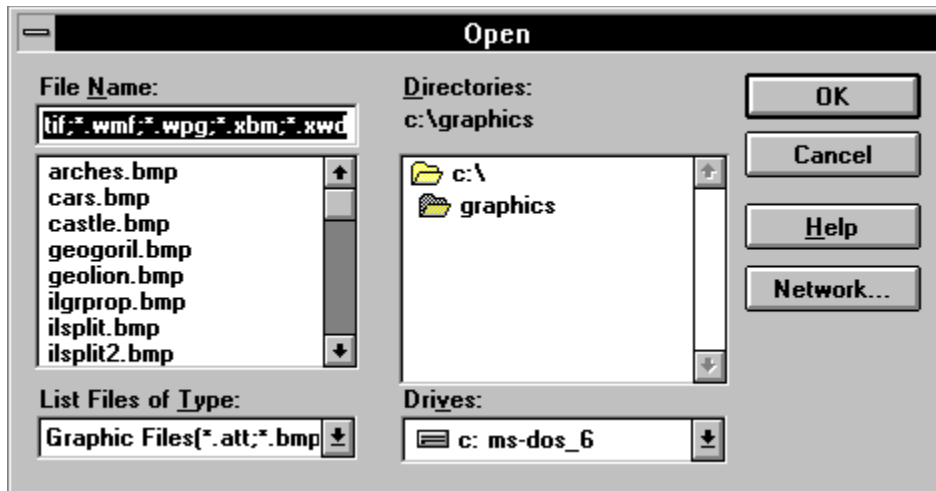 Open
File Name:
tif;*.wmf;*.wpg;*.xbm;*.xwd
arches.bmp
cars.bmp
castle.bmp
geogoril.bmp
geolion.bmp
ilgrprop.bmp
ilsplit.bmp
ilsplit2.bmp
List Files of Type:
Graphic Files(*.att;*.bmp
Directories:
c:\graphics
c:\
graphics
Drives:
c: ms-dos_6
OK
Cancel
Help
Network...